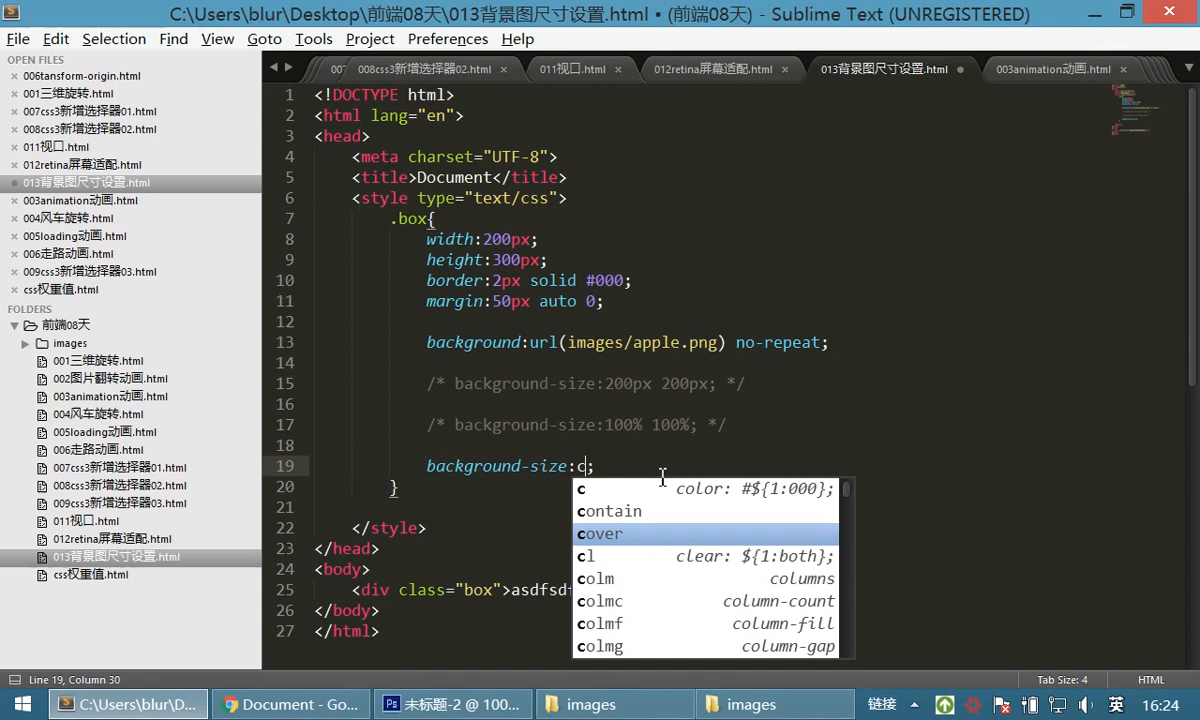 C:\Users\blur\Desktop\前端08天\013背景图尺寸设置.html • (前端08天) - Sublime Text (UNREGISTERED)
File Edit Selection Find View Goto Tools Project Preferences Help
OPEN FILES
006tansform-origin.html
001三维旋转.html
007css3新增选择器01.html
008css3新增选择器02.html
011视口.html
012retina屏幕适配.html
013背景图尺寸设置.html
003animation动画.html
004风车旋转.html
005loading动画.html
006走路动画.html
009css3新增选择器03.html
css权重值.html
FOLDERS
前端08天
images
001三维旋转.html
002图片翻转动画.html
003animation动画.html
004风车旋转.html
005loading动画.html
006走路动画.html
007css3新增选择器01.html
008css3新增选择器02.html
009css3新增选择器03.html
011视口.html
012retina屏幕适配.html
013背景图尺寸设置.html
css权重值.html
007 008css3新增选择器02.html 011视口.html 012retina屏幕适配.html 013背景图尺寸设置.html 003animation动画.html
1 <!DOCTYPE html>
2 <html lang="en">
3 <head>
4 <meta charset="UTF-8">
5 <title>Document</title>
6 <style type="text/css">
7 .box{
8 width:200px;
9 height:300px;
10 border:2px solid #000;
11 margin:50px auto 0;
12
13 background:url(images/apple.png) no-repeat;
14
15 /* background-size:200px 200px; */
16
17 /* background-size:100% 100%; */
18
19 background-size:c;
20 }
21
22 </style>
23 </head>
24 <body>
25 <div class="box">asdfsdf
26 </body>
27 </html>
c color: #${1:000};
contain
cover
cl clear: ${1:both};
colm columns
colmc column-count
colmf column-fill
colmg column-gap
Line 19, Column 30 Tab Size: 4 HTML
C:\Users\blur\D... Document - Go... 未标题-2 @ 100... images images 链接 英 16:24